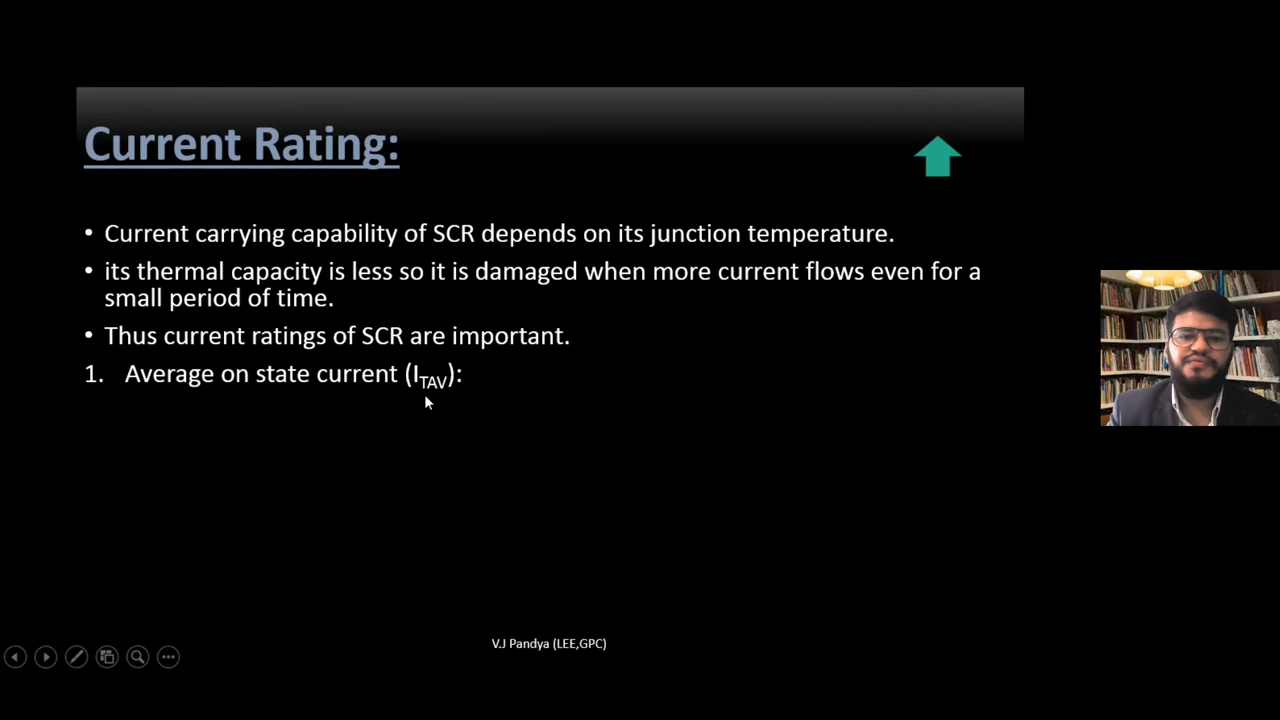 Current Rating:
• Current carrying capability of SCR depends on its junction temperature.
• its thermal capacity is less so it is damaged when more current flows even for a
small period of time.
• Thus current ratings of SCR are important.
1. Average on state current (I_TAV):
V.J Pandya (LEE,GPC)